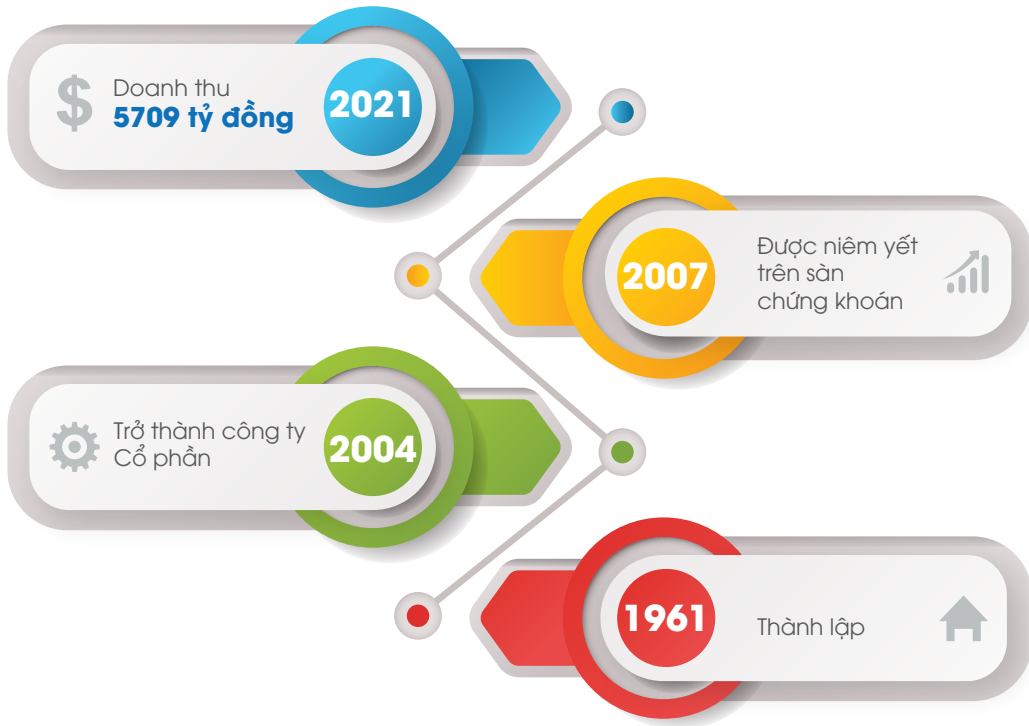 Doanh thu
5709 tỷ đồng
2021
2007
Được niêm yết
trên sàn
chứng khoán
Trở thành công ty
Cổ phần
2004
1961
Thành lập